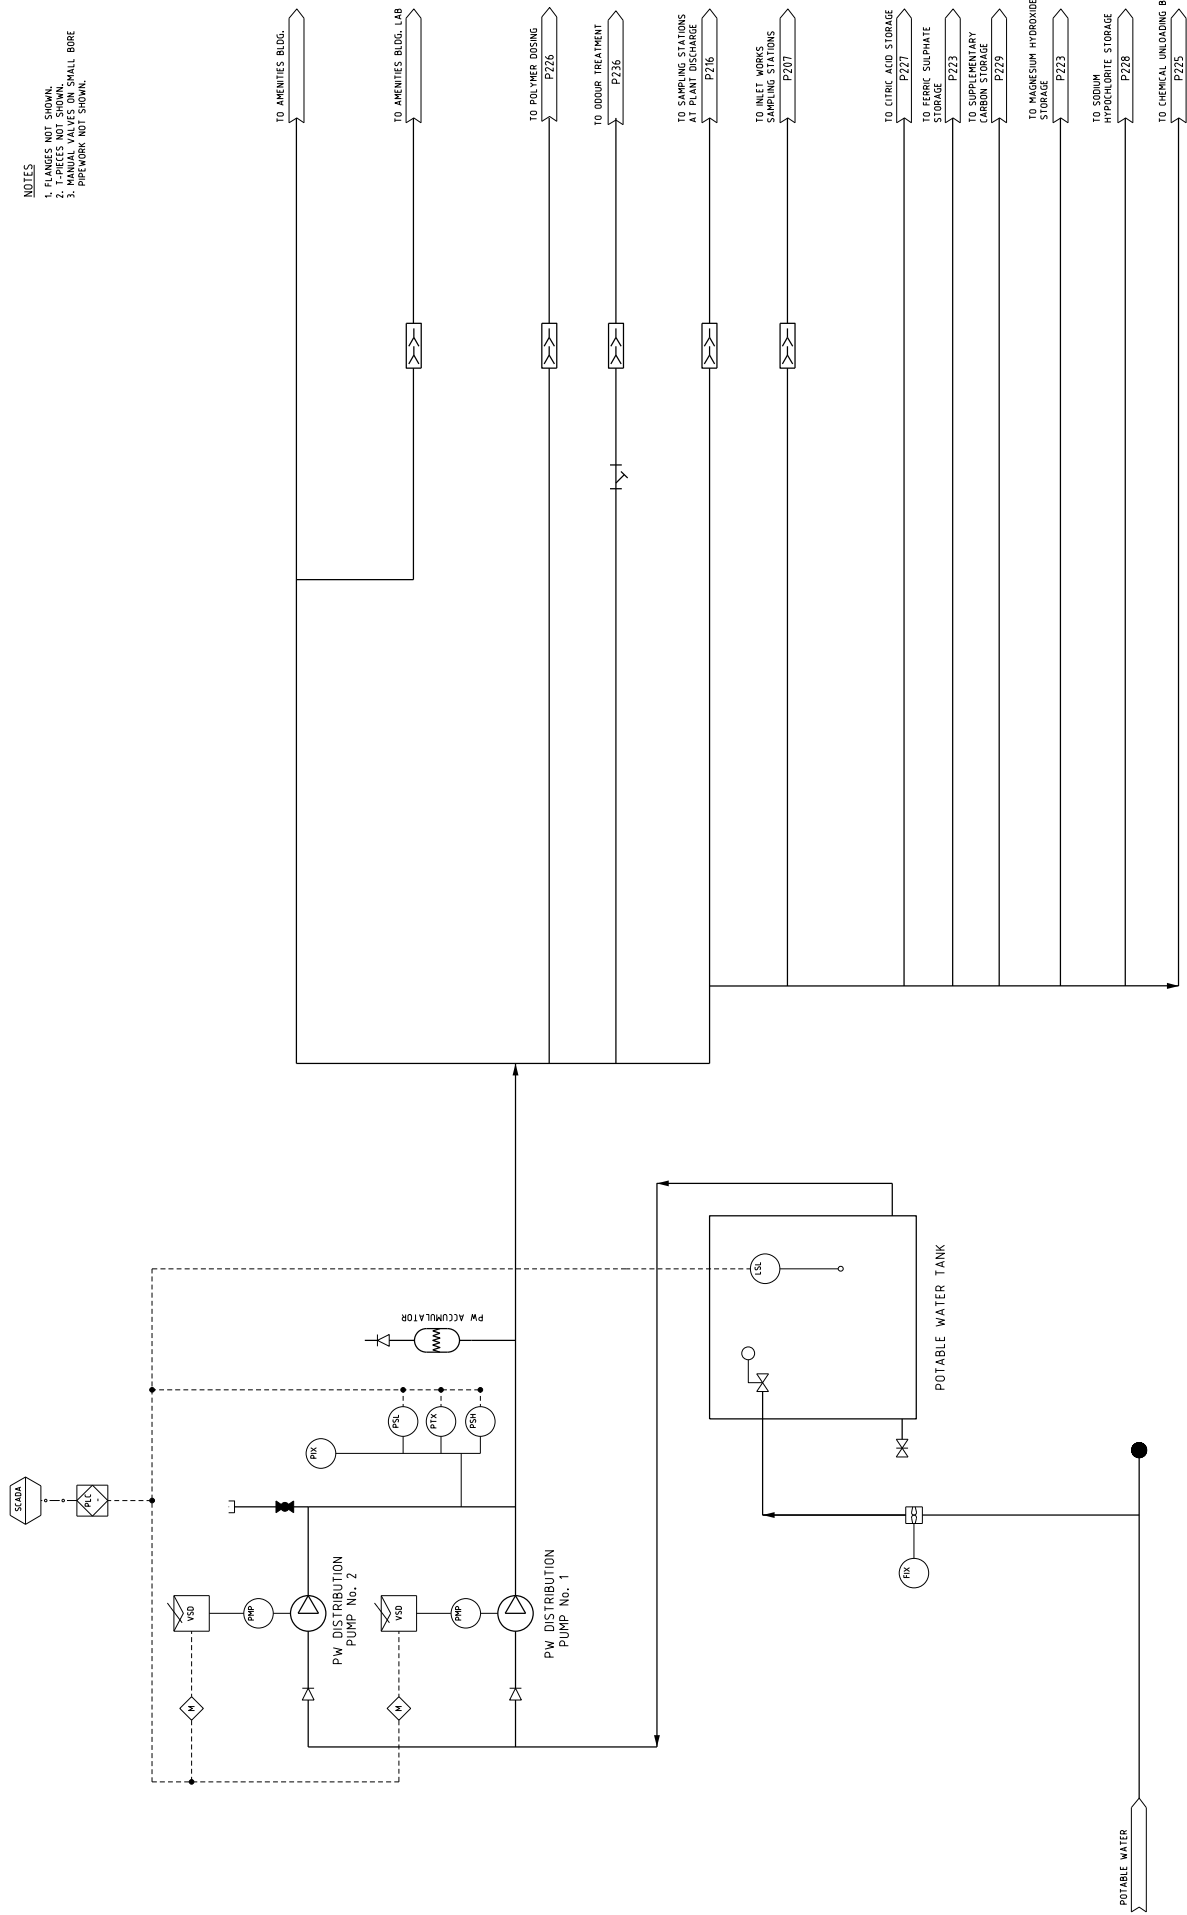 NOTES
1. FLANGES NOT SHOWN.
2. T-PIECES NOT SHOWN.
3. MANUAL VALVES ON SMALL BORE
PIPEWORK NOT SHOWN.
SCADA
PLC
VSD
PMP
M
PW DISTRIBUTION
PUMP No. 2
VSD
PMP
M
PW DISTRIBUTION
PUMP No. 1
PIX
PSL
PTX
PSH
PW ACCUMULATOR
LSL
POTABLE WATER TANK
FIX
POTABLE WATER
TO AMENITIES BLDG.
TO AMENITIES BLDG. LAB
TO POLYMER DOSING
P226
TO ODOUR TREATMENT
P236
TO SAMPLING STATIONS
AT PLANT DISCHARGE
P216
TO INLET WORKS
SAMPLING STATIONS
P207
TO CITRIC ACID STORAGE
P227
TO FERRIC SULPHATE
STORAGE
P223
TO SUPPLEMENTARY
CARBON STORAGE
P229
TO MAGNESIUM HYDROXIDE
STORAGE
P223
TO SODIUM
HYPOCHLORITE STORAGE
P228
TO CHEMICAL UNLOADING B
P225